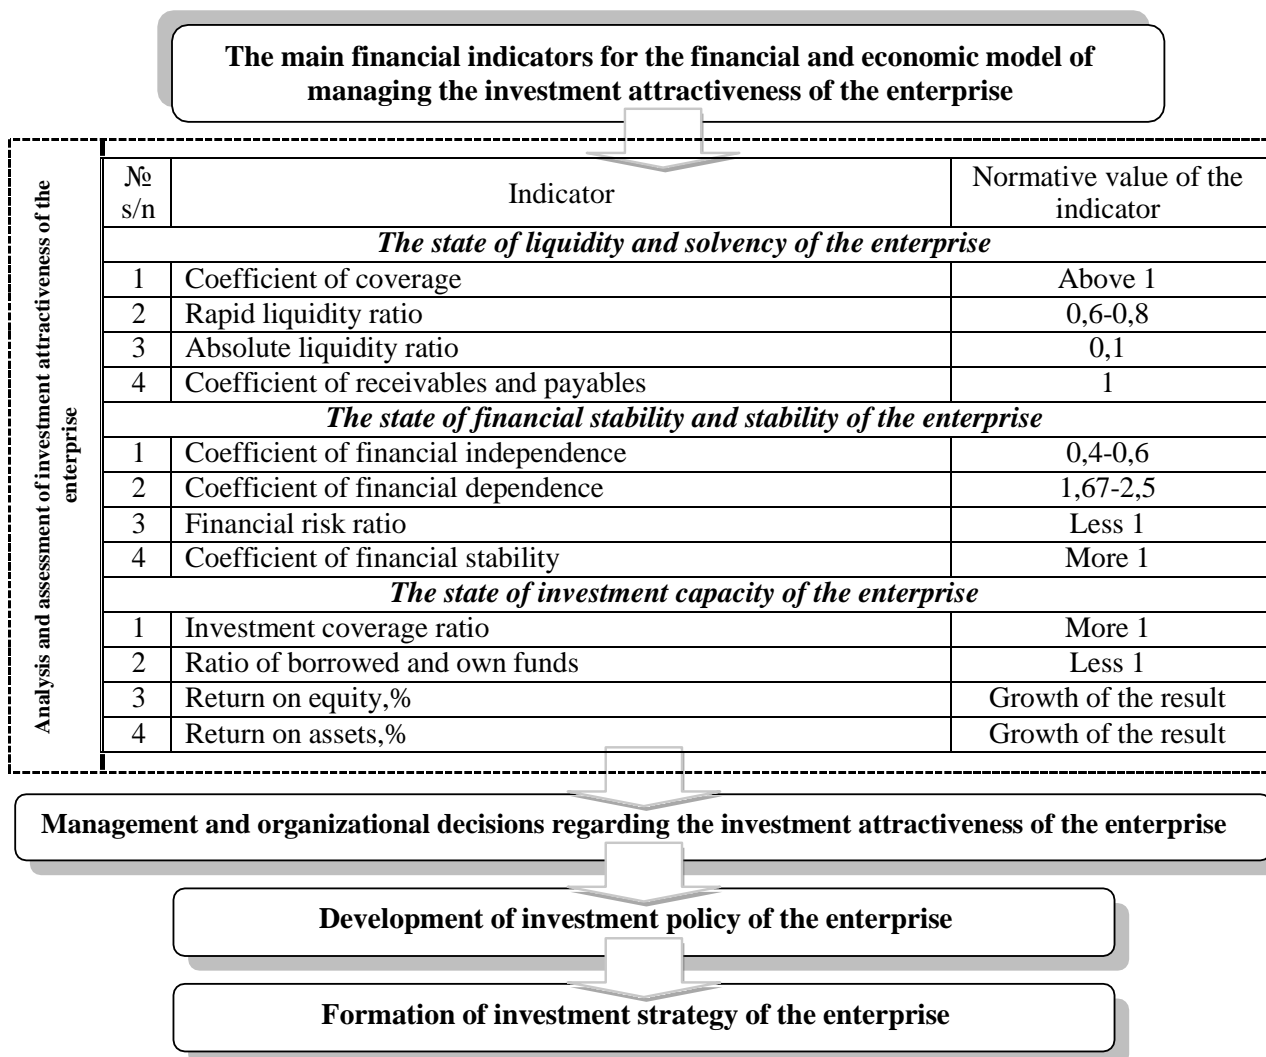 The main financial indicators for the financial and economic model of
managing the investment attractiveness of the enterprise
Analysis and assessment of investment attractiveness of the
enterprise
№ s/n Indicator Normative value of the indicator
The state of liquidity and solvency of the enterprise
1 Coefficient of coverage Above 1
2 Rapid liquidity ratio 0,6-0,8
3 Absolute liquidity ratio 0,1
4 Coefficient of receivables and payables 1
The state of financial stability and stability of the enterprise
1 Coefficient of financial independence 0,4-0,6
2 Coefficient of financial dependence 1,67-2,5
3 Financial risk ratio Less 1
4 Coefficient of financial stability More 1
The state of investment capacity of the enterprise
1 Investment coverage ratio More 1
2 Ratio of borrowed and own funds Less 1
3 Return on equity,% Growth of the result
4 Return on assets,% Growth of the result
Management and organizational decisions regarding the investment attractiveness of the enterprise
Development of investment policy of the enterprise
Formation of investment strategy of the enterprise